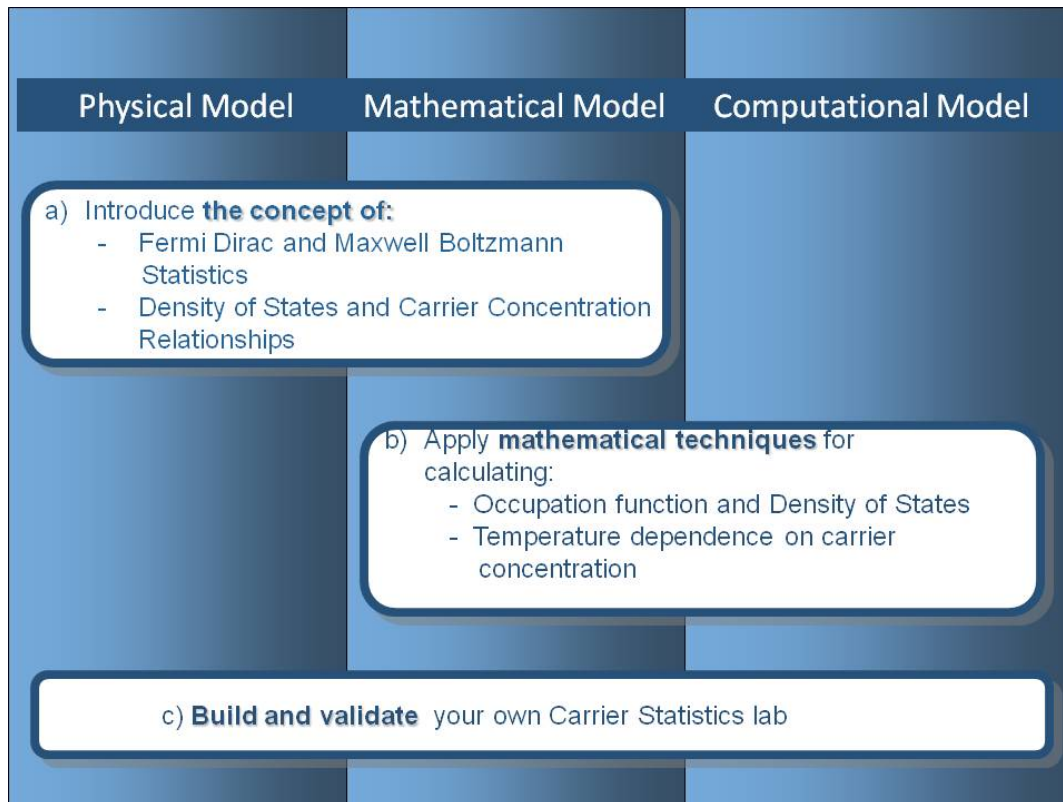 Physical Model
Mathematical Model
Computational Model
a) Introduce the concept of:
- Fermi Dirac and Maxwell Boltzmann
Statistics
- Density of States and Carrier Concentration
Relationships
b) Apply mathematical techniques for
calculating:
- Occupation function and Density of States
- Temperature dependence on carrier
concentration
c) Build and validate your own Carrier Statistics lab